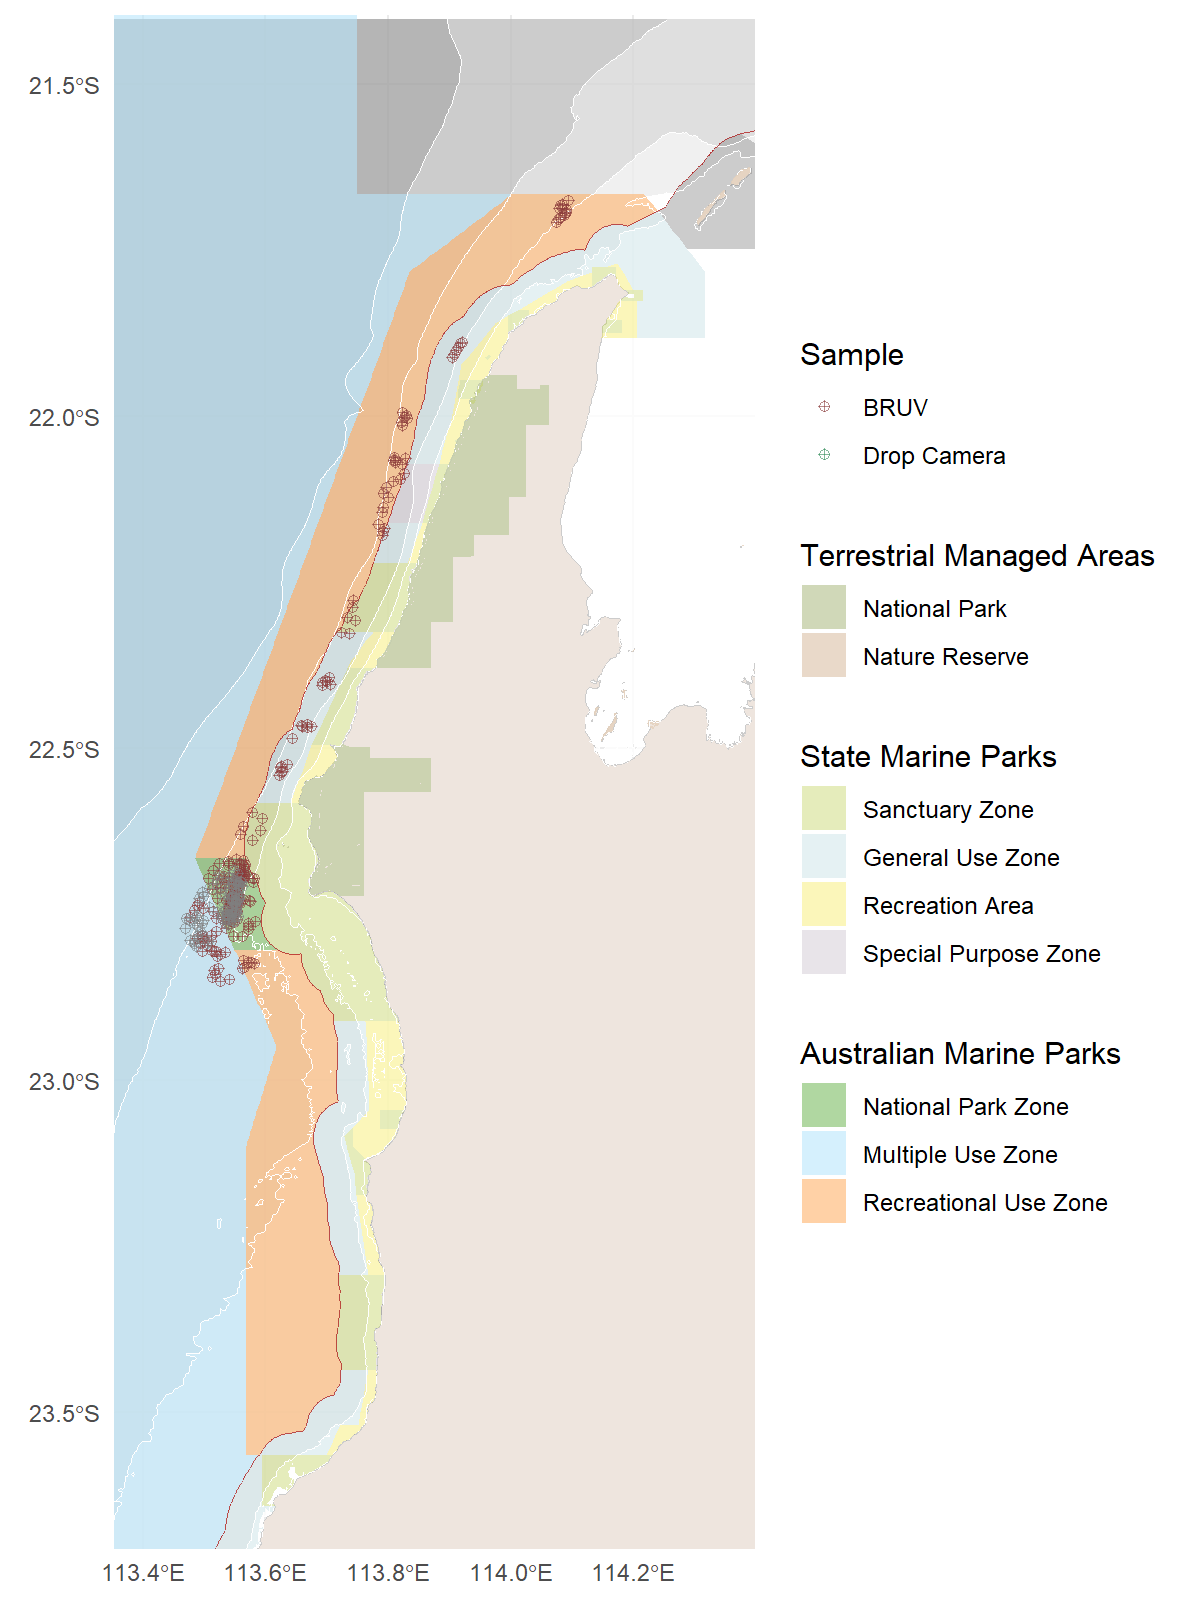 21.5°S
22.0°S
22.5°S
23.0°S
23.5°S
113.4°E
113.6°E
113.8°E
114.0°E
114.2°E
Sample
BRUV
Drop Camera
Terrestrial Managed Areas
National Park
Nature Reserve
State Marine Parks
Sanctuary Zone
General Use Zone
Recreation Area
Special Purpose Zone
Australian Marine Parks
National Park Zone
Multiple Use Zone
Recreational Use Zone